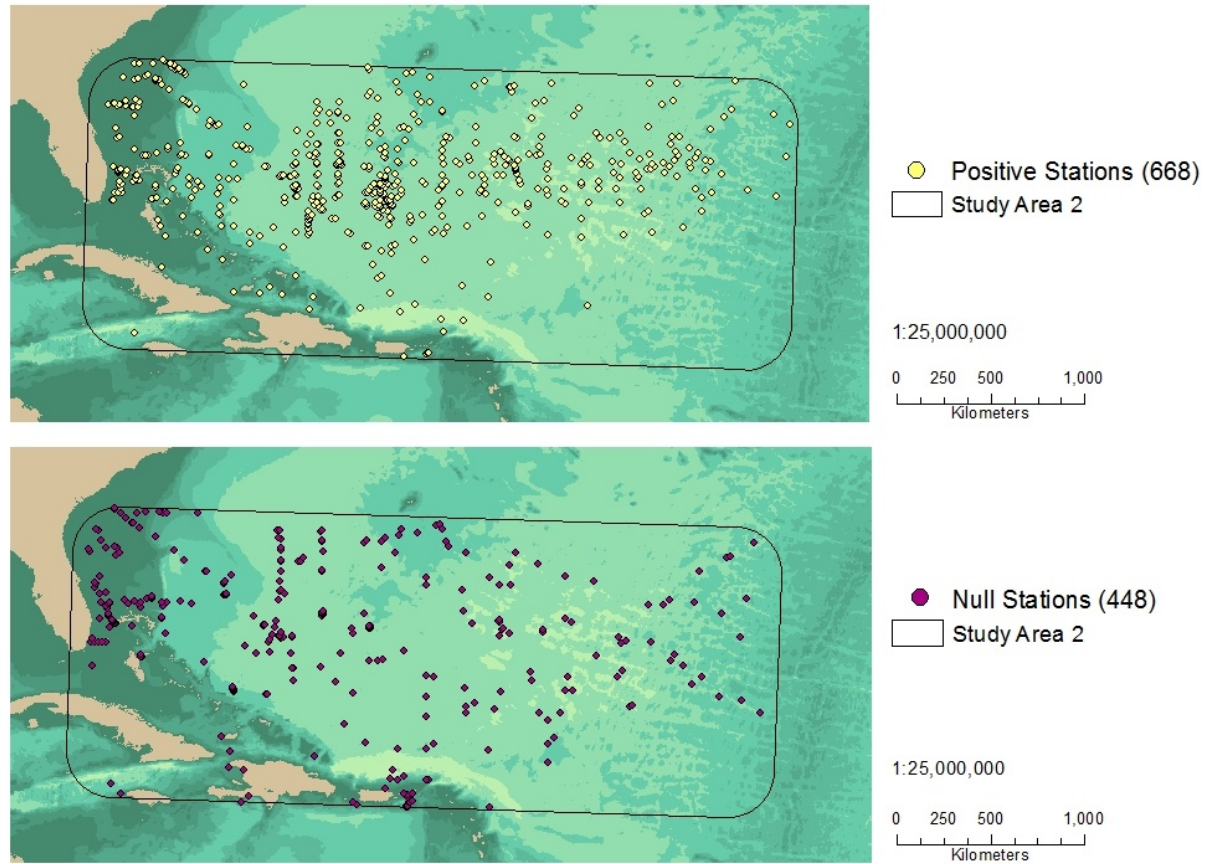 Positive Stations (668)
Study Area 2
1:25,000,000
0 250 500 1,000
Kilometers
Null Stations (448)
Study Area 2
1:25,000,000
0 250 500 1,000
Kilometers